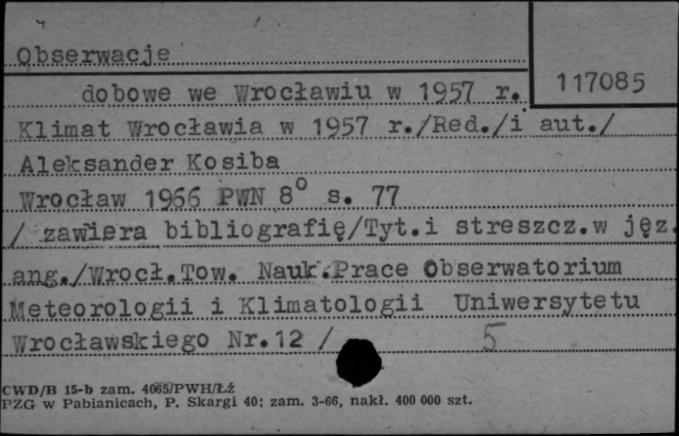 Obserwacje
dobowe we Wrocławiu w 1957 r.
117085
Klimat Wrocławia w 1957 r./Red./i aut./
Aleksander Kosiba
Wrocław 1966 PWN 8° s. 77
/ zawiera bibliografię/Tyt.i streszcz.w jęz.
ang./Wrocł.Tow. Nauk.Prace Obserwatorium
Meteorologii i Klimatologii Uniwersytetu
Wrocławskiego Nr.12 /
5
CWD/B 15-b zam. 4065/PWH/Łż
PZG w Pabianicach, P. Skargi 40; zam. 3-66, nakł. 400 000 szt.